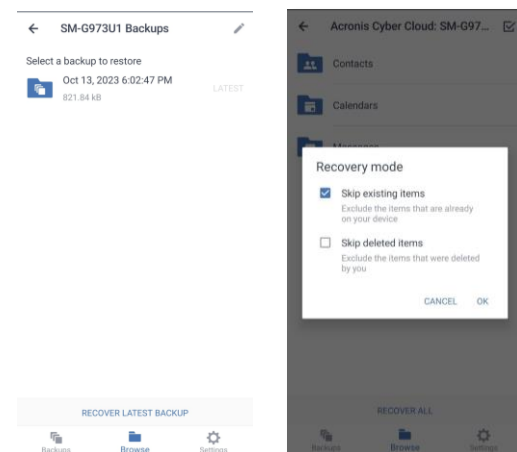 SM-G973U1 Backups
Select a backup to restore
Oct 13, 2023 6:02:47 PM
821.84 kB
LATEST
RECOVER LATEST BACKUP
Backups
Browse
Settings
Acronis Cyber Cloud: SM-G97...
Contacts
Calendars
Messages
Recovery mode
Skip existing items
Exclude the items that are already
on your device
Skip deleted items
Exclude the items that were deleted
by you
CANCEL OK
RECOVER ALL
Backups
Browse
Settings